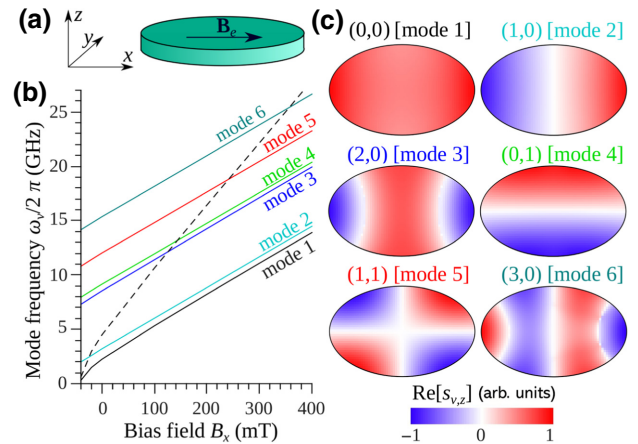 (a)
z
y
x
B_e
(b)
Mode frequency ω_ν/2 π (GHz)
25
20
15
10
5
0
mode 6
mode 5
mode 4
mode 3
mode 2
mode 1
0
100
200
300
400
Bias field B_x (mT)
(c)
(0,0) [mode 1]
(1,0) [mode 2]
(2,0) [mode 3]
(0,1) [mode 4]
(1,1) [mode 5]
(3,0) [mode 6]
Re[s_{ν,z}] (arb. units)
−1
0
1